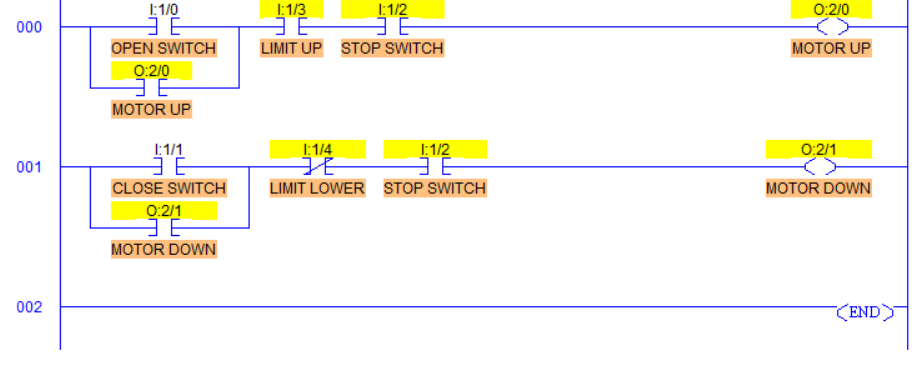 I:1/0 I:1/3 I:1/2 O:2/0
000
OPEN SWITCH LIMIT UP STOP SWITCH MOTOR UP
O:2/0
MOTOR UP
I:1/1 I:1/4 I:1/2 O:2/1
001
CLOSE SWITCH LIMIT LOWER STOP SWITCH MOTOR DOWN
O:2/1
MOTOR DOWN
002 END